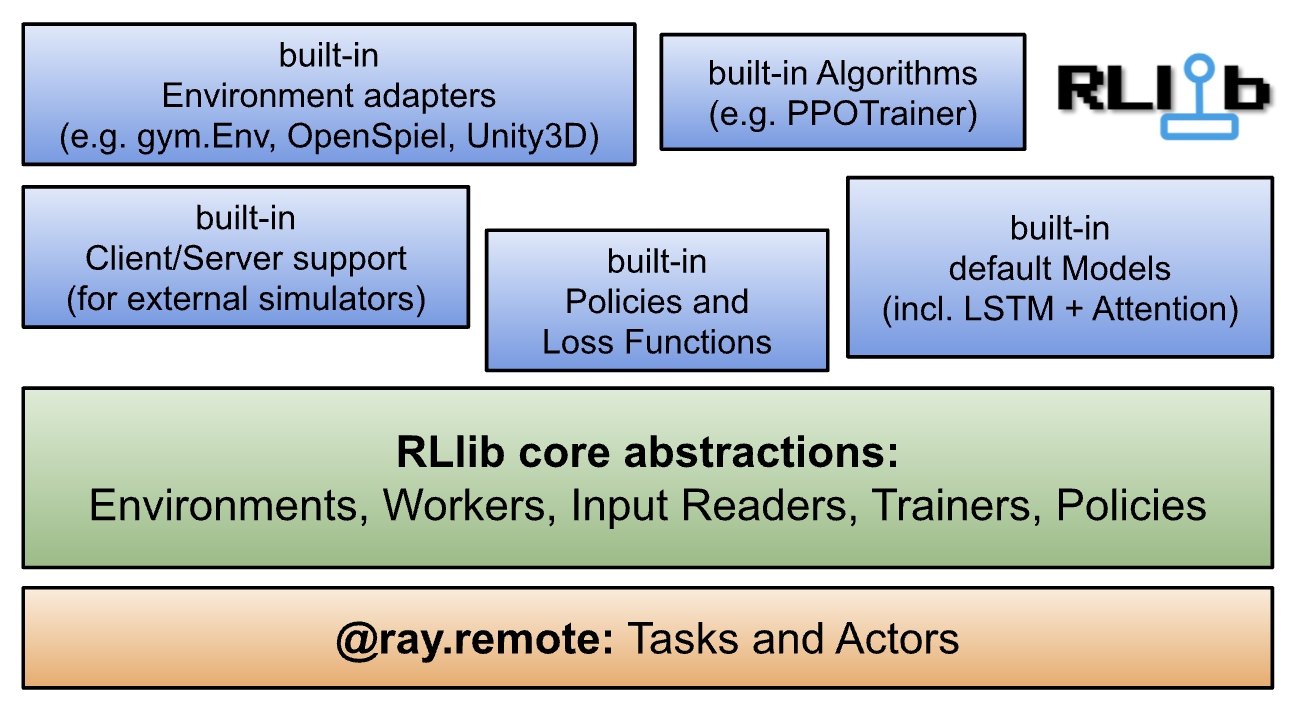 built-in
Environment adapters
(e.g. gym.Env, OpenSpiel, Unity3D)
built-in Algorithms
(e.g. PPOTrainer)
RLlib
built-in
Client/Server support
(for external simulators)
built-in
Policies and
Loss Functions
built-in
default Models
(incl. LSTM + Attention)
RLlib core abstractions:
Environments, Workers, Input Readers, Trainers, Policies
@ray.remote: Tasks and Actors